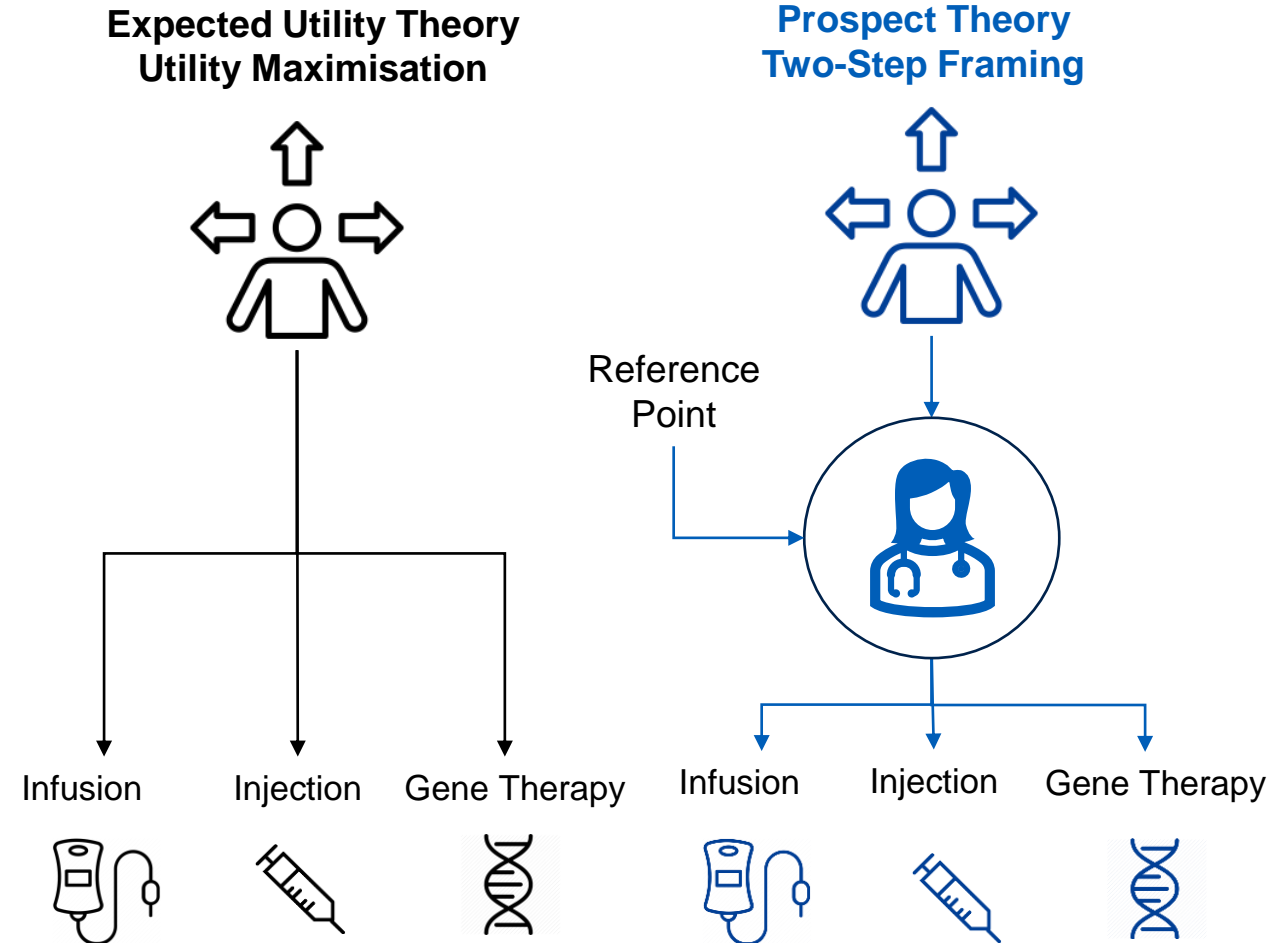 Expected Utility Theory
Utility Maximisation
Prospect Theory
Two-Step Framing
Reference
Point
Infusion
Injection
Gene Therapy
Infusion
Injection
Gene Therapy